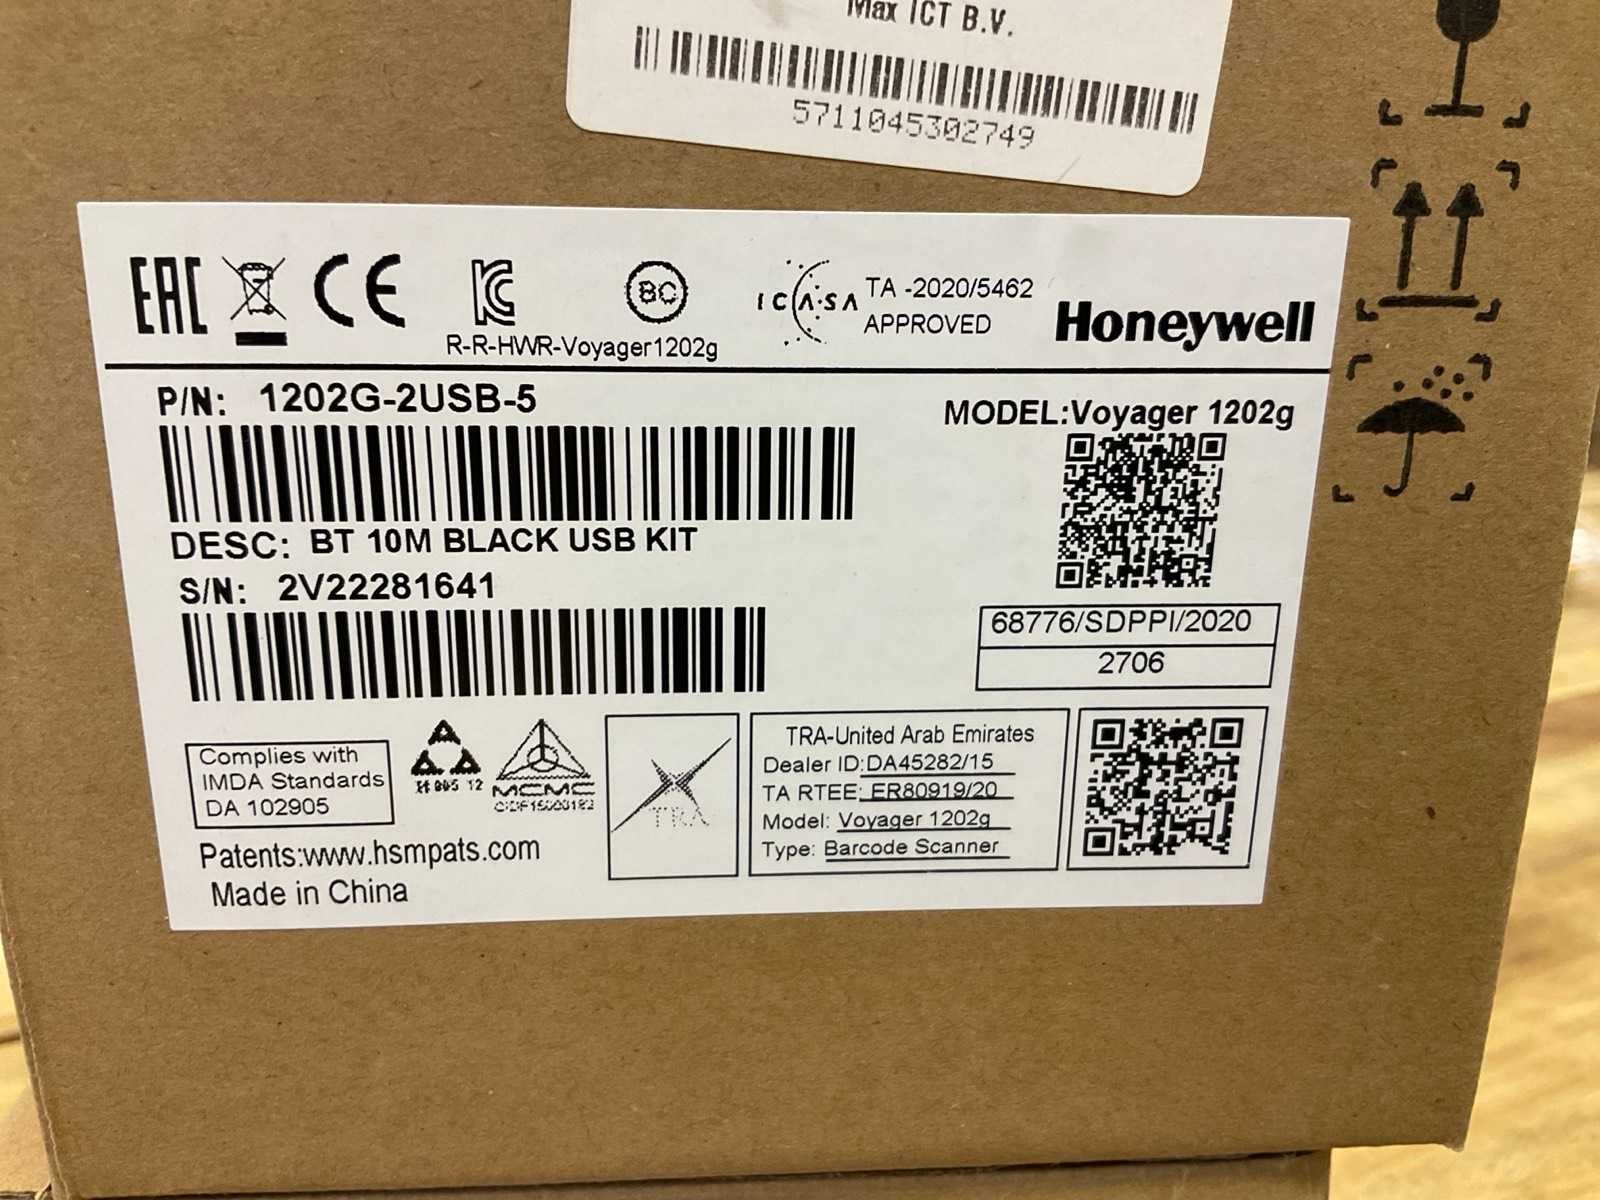 Max ICT B.V.
5711045302749
EAC
CE
R-R-HWR-Voyager1202g
ICASA
TA -2020/5462
APPROVED
Honeywell
P/N: 1202G-2USB-5
MODEL:Voyager 1202g
DESC: BT 10M BLACK USB KIT
S/N: 2V22281641
68776/SDPPI/2020
2706
Complies with
IMDA Standards
DA 102905
MCMC
TRA
TRA-United Arab Emirates
Dealer ID:DA45282/15
TA RTEE: ER80919/20
Model: Voyager 1202g
Type: Barcode Scanner
Patents:www.hsmpats.com
Made in China